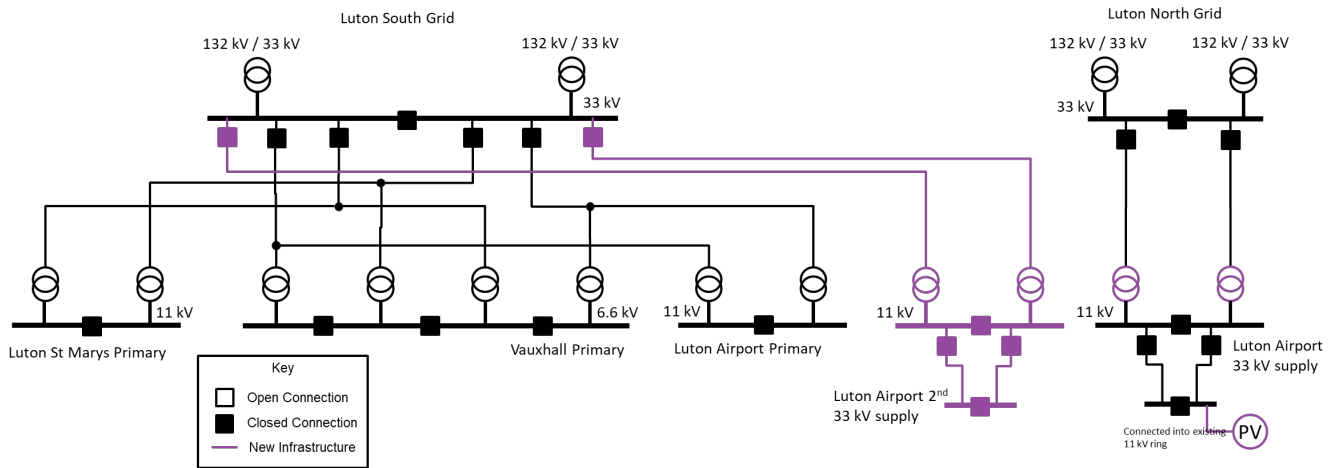 Luton South Grid
Luton North Grid
132 kV / 33 kV
132 kV / 33 kV
132 kV / 33 kV
132 kV / 33 kV
33 kV
33 kV
11 kV
6.6 kV
11 kV
11 kV
11 kV
Luton St Marys Primary
Vauxhall Primary
Luton Airport Primary
Luton Airport
33 kV supply
Key
Open Connection
Closed Connection
New Infrastructure
Luton Airport 2nd
33 kV supply
Connected into existing
11 kV ring
PV